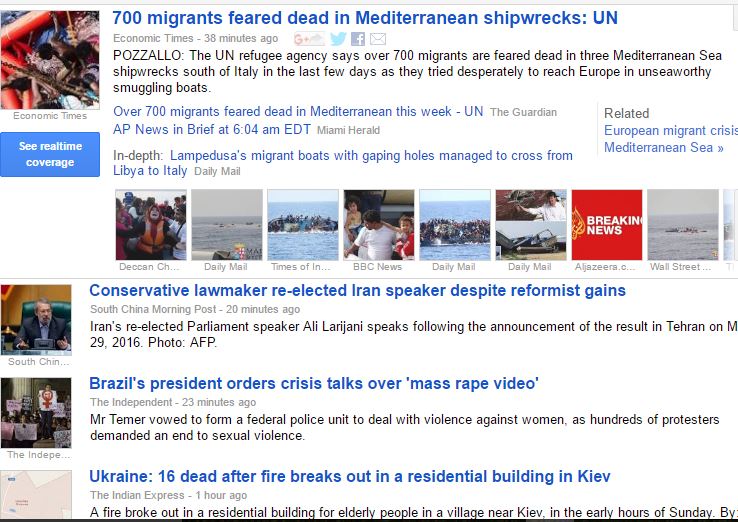 700 migrants feared dead in Mediterranean shipwrecks: UN
Economic Times - 38 minutes ago
POZZALLO: The UN refugee agency says over 700 migrants are feared dead in three Mediterranean Sea
shipwrecks south of Italy in the last few days as they tried desperately to reach Europe in unseaworthy
smuggling boats.
Economic Times
See realtime
coverage
Over 700 migrants feared dead in Mediterranean this week - UN The Guardian
AP News in Brief at 6:04 am EDT Miami Herald
In-depth: Lampedusa's migrant boats with gaping holes managed to cross from
Libya to Italy Daily Mail
Related
European migrant crisis
Mediterranean Sea »
BREAKIN
NEWS
Deccan Ch...
Daily Mail
Times of In...
BBC News
Daily Mail
Daily Mail
Aljazeera.c...
Wall Street ...
Conservative lawmaker re-elected Iran speaker despite reformist gains
South China Morning Post - 20 minutes ago
Iran's re-elected Parliament speaker Ali Larijani speaks following the announcement of the result in Tehran on M
29, 2016. Photo: AFP.
South Chin...
Brazil's president orders crisis talks over 'mass rape video'
The Independent - 23 minutes ago
Mr Temer vowed to form a federal police unit to deal with violence against women, as hundreds of protesters
demanded an end to sexual violence.
The Indepe...
Ukraine: 16 dead after fire breaks out in a residential building in Kiev
The Indian Express - 1 hour ago
A fire broke out in a residential building for elderly people in a village near Kiev, in the early hours of Sunday. By: